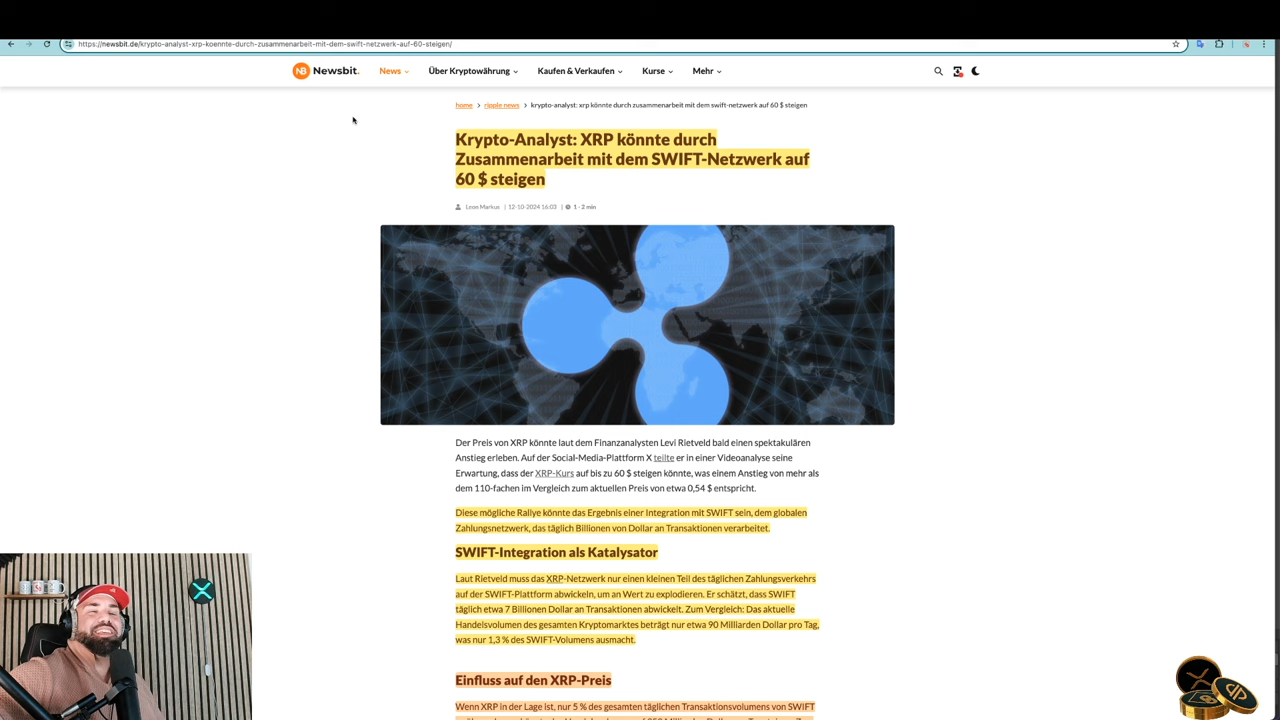 https://newsbit.de/krypto-analyst-xrp-koennte-durch-zusammenarbeit-mit-dem-swift-netzwerk-auf-60-steigen/
NB Newsbit. News Über Kryptowährung Kaufen & Verkaufen Kurse Mehr
home > ripple news > krypto-analyst: xrp könnte durch zusammenarbeit mit dem swift-netzwerk auf 60 $ steigen
Krypto-Analyst: XRP könnte durch
Zusammenarbeit mit dem SWIFT-Netzwerk auf
60 $ steigen
Leon Markus | 12-10-2024 16:03 | 1 - 2 min
Der Preis von XRP könnte laut dem Finanzanalysten Levi Rietveld bald einen spektakulären
Anstieg erleben. Auf der Social-Media-Plattform X teilte er in einer Videoanalyse seine
Erwartung, dass der XRP-Kurs auf bis zu 60 $ steigen könnte, was einem Anstieg von mehr als
dem 110-fachen im Vergleich zum aktuellen Preis von etwa 0,54 $ entspricht.
Diese mögliche Rallye könnte das Ergebnis einer Integration mit SWIFT sein, dem globalen
Zahlungsnetzwerk, das täglich Billionen von Dollar an Transaktionen verarbeitet.
SWIFT-Integration als Katalysator
Laut Rietveld muss das XRP-Netzwerk nur einen kleinen Teil des täglichen Zahlungsverkehrs
auf der SWIFT-Plattform abwickeln, um an Wert zu explodieren. Er schätzt, dass SWIFT
täglich etwa 7 Billionen Dollar an Transaktionen abwickelt. Zum Vergleich: Das aktuelle
Handelsvolumen des gesamten Kryptomarktes beträgt nur etwa 90 Milliarden Dollar pro Tag,
was nur 1,3 % des SWIFT-Volumens ausmacht.
Einfluss auf den XRP-Preis
Wenn XRP in der Lage ist, nur 5 % des gesamten täglichen Transaktionsvolumens von SWIFT